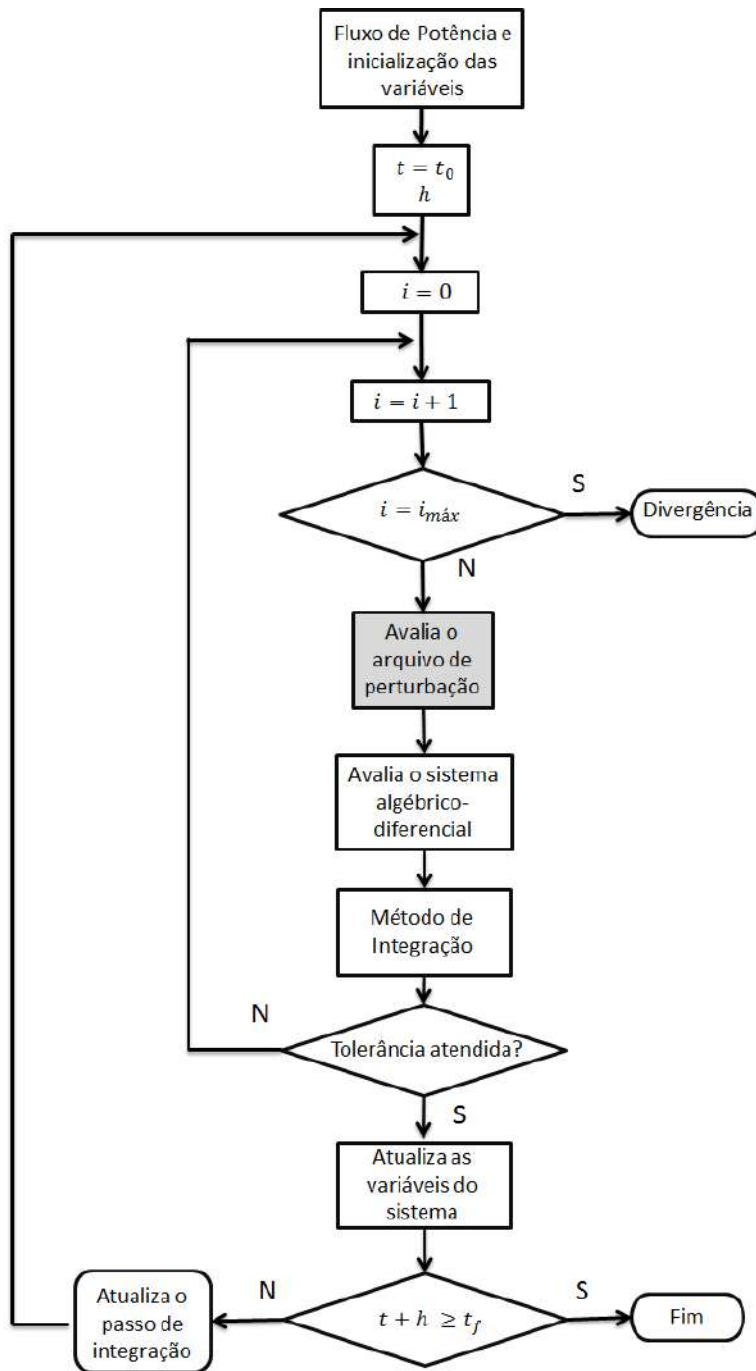 Fluxo de Potência e
inicialização das
variáveis
t = t₀
h
i = 0
i = i + 1
i = iₘáₓ
S
Divergência
N
Avalia o
arquivo de
perturbação
Avalia o sistema
algébrico-
diferencial
Método de
Integração
N
Tolerância atendida?
S
Atualiza as
variáveis do
sistema
Atualiza o
passo de
integração
N
t + h ≥ t_f
S
Fim